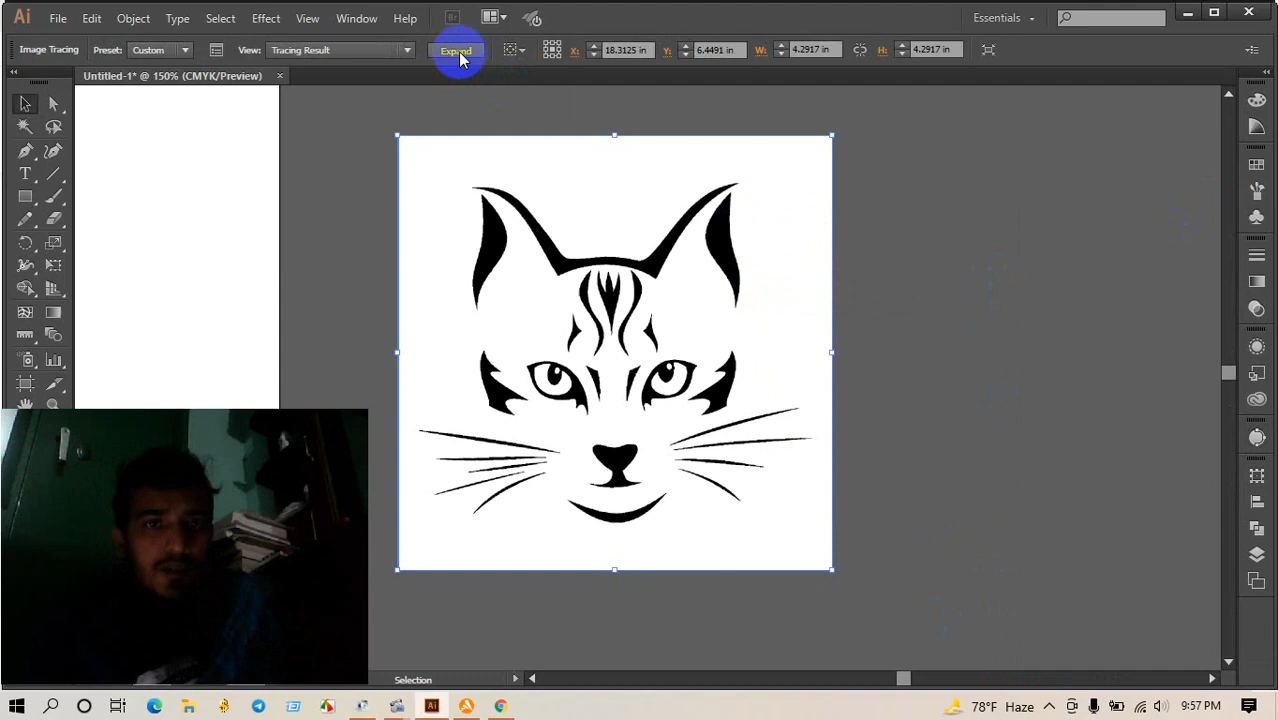 Ai File Edit Object Type Select Effect View Window Help Br Essentials
Image Tracing Preset: Custom View: Tracing Result Expand X: 18.3125 in Y: 6.4491 in W: 4.2917 in H: 4.2917 in
Untitled-1* @ 150% (CMYK/Preview)
Selection
Ai 78°F Haze 9:57 PM